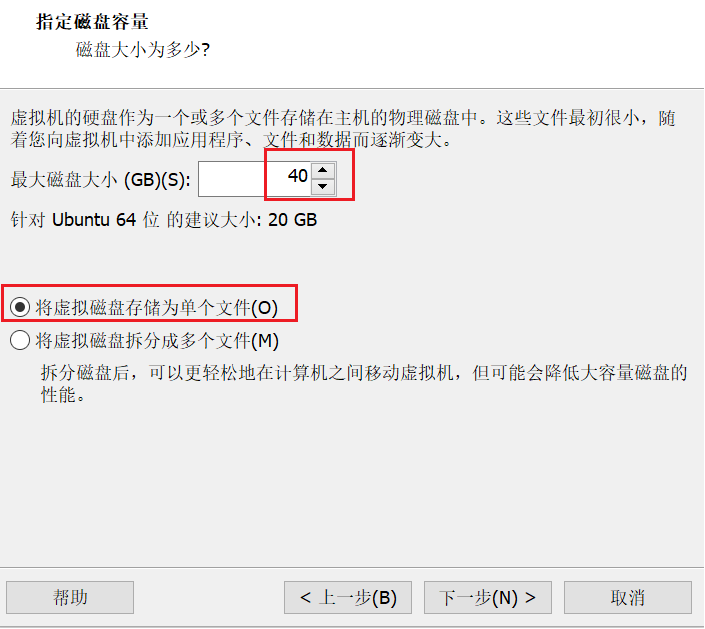 指定磁盘容量
磁盘大小为多少?
虚拟机的硬盘作为一个或多个文件存储在主机的物理磁盘中。这些文件最初很小，随
着您向虚拟机中添加应用程序、文件和数据而逐渐变大。
最大磁盘大小 (GB)(S): 40
针对 Ubuntu 64 位 的建议大小: 20 GB
将虚拟磁盘存储为单个文件(O)
将虚拟磁盘拆分成多个文件(M)
拆分磁盘后，可以更轻松地在计算机之间移动虚拟机，但可能会降低大容量磁盘的
性能。
帮助 < 上一步(B) 下一步(N) > 取消